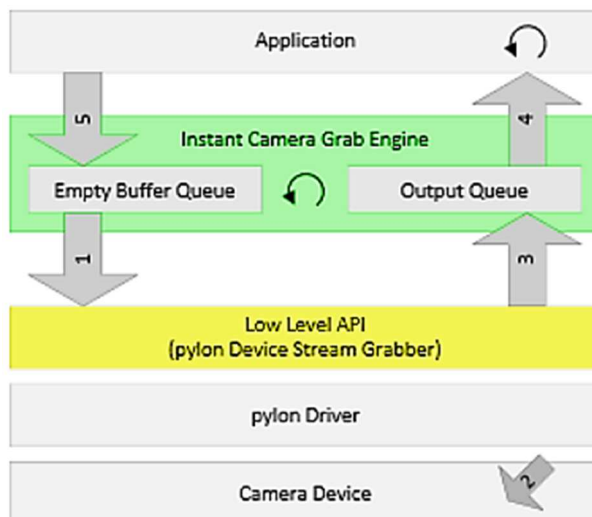 Application
5
4
Instant Camera Grab Engine
Empty Buffer Queue
Output Queue
1
3
Low Level API
(pylon Device Stream Grabber)
pylon Driver
2
Camera Device